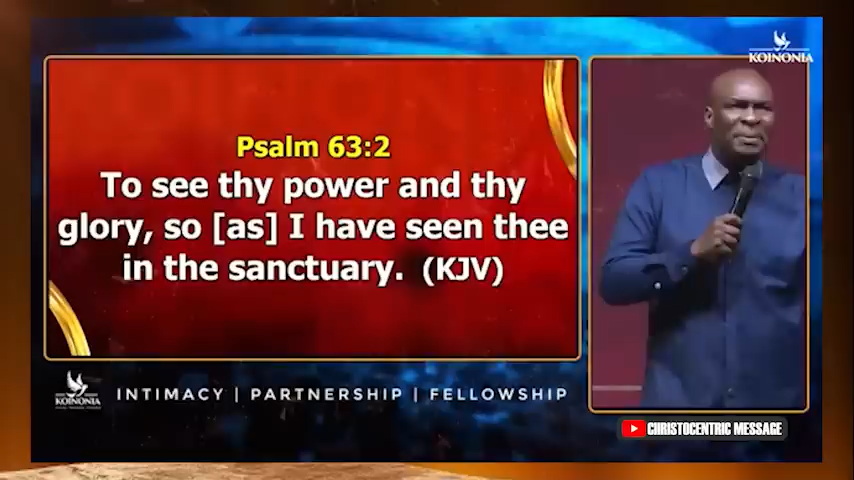 KOINONIA
Psalm 63:2
To see thy power and thy
glory, so [as] I have seen thee
in the sanctuary. (KJV)
KOINONIA
INTIMACY | PARTNERSHIP | FELLOWSHIP
CHRISTOCENTRIC MESSAGE